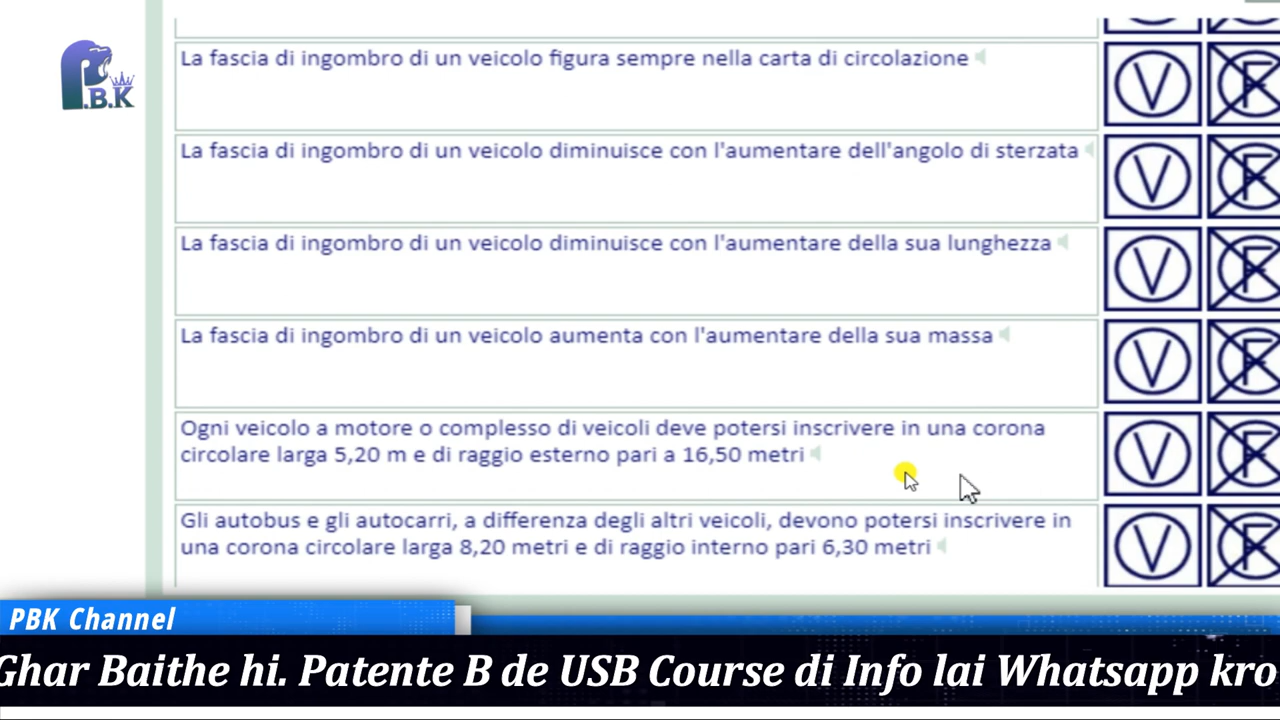 P.B.K
La fascia di ingombro di un veicolo figura sempre nella carta di circolazione
V F
La fascia di ingombro di un veicolo diminuisce con l'aumentare dell'angolo di sterzata
V F
La fascia di ingombro di un veicolo diminuisce con l'aumentare della sua lunghezza
V F
La fascia di ingombro di un veicolo aumenta con l'aumentare della sua massa
V F
Ogni veicolo a motore o complesso di veicoli deve potersi inscrivere in una corona
circolare larga 5,20 m e di raggio esterno pari a 16,50 metri
V F
Gli autobus e gli autocarri, a differenza degli altri veicoli, devono potersi inscrivere in
una corona circolare larga 8,20 metri e di raggio interno pari 6,30 metri
V F
PBK Channel
Ghar Baithe hi. Patente B de USB Course di Info lai Whatsapp kro